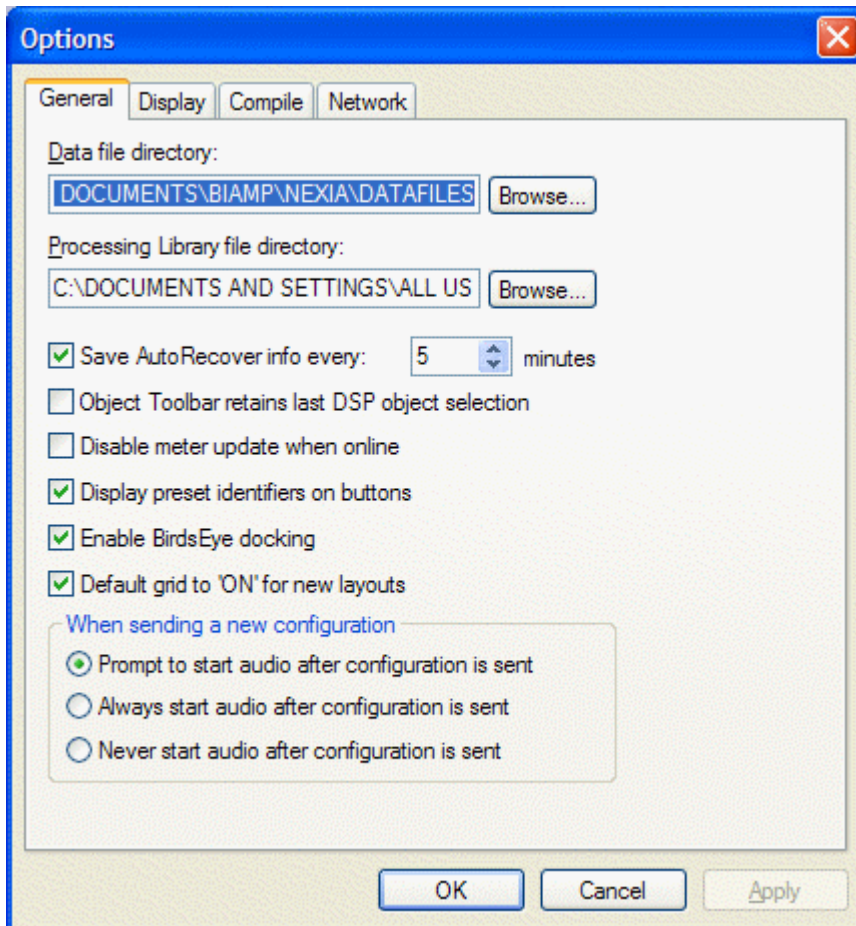 Options
General
Display
Compile
Network
Data file directory:
DOCUMENTS\BIAMP\NEXIA\DATAFILES
Browse...
Processing Library file directory:
C:\DOCUMENTS AND SETTINGS\ALL US
Browse...
Save AutoRecover info every: 5 minutes
Object Toolbar retains last DSP object selection
Disable meter update when online
Display preset identifiers on buttons
Enable BirdsEye docking
Default grid to 'ON' for new layouts
When sending a new configuration
Prompt to start audio after configuration is sent
Always start audio after configuration is sent
Never start audio after configuration is sent
OK
Cancel
Apply